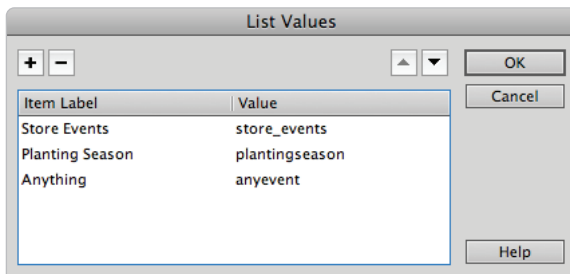 List Values
+ −
OK
Item Label Value
Cancel
Store Events store_events
Planting Season plantingseason
Anything anyevent
Help